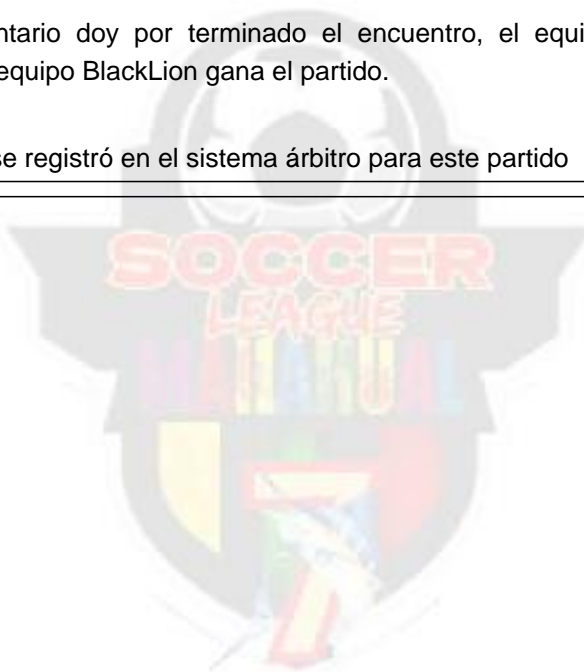 ntario doy por terminado el encuentro, el equi
equipo BlackLion gana el partido.
se registró en el sistema árbitro para este partido
SOCCER
LEAGUE
7